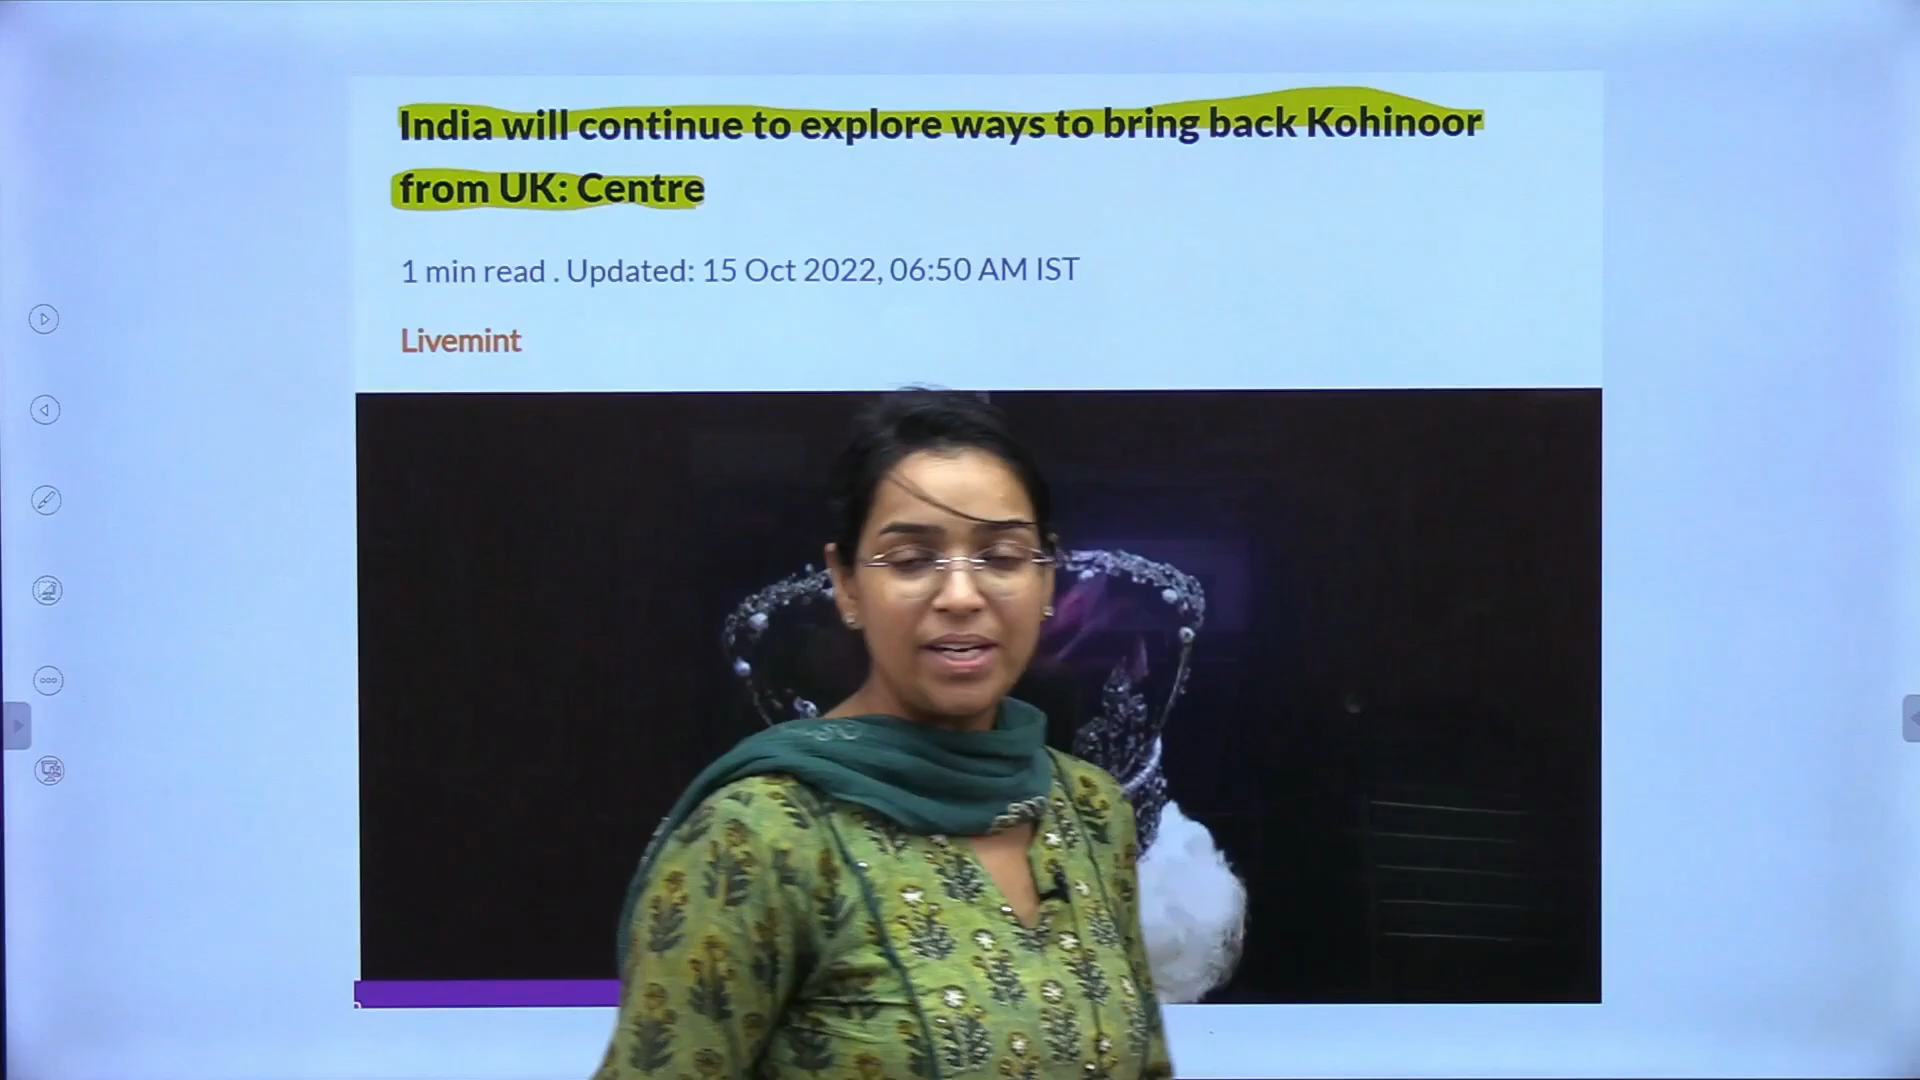 India will continue to explore ways to bring back Kohinoor
from UK: Centre
1 min read . Updated: 15 Oct 2022, 06:50 AM IST
Livemint